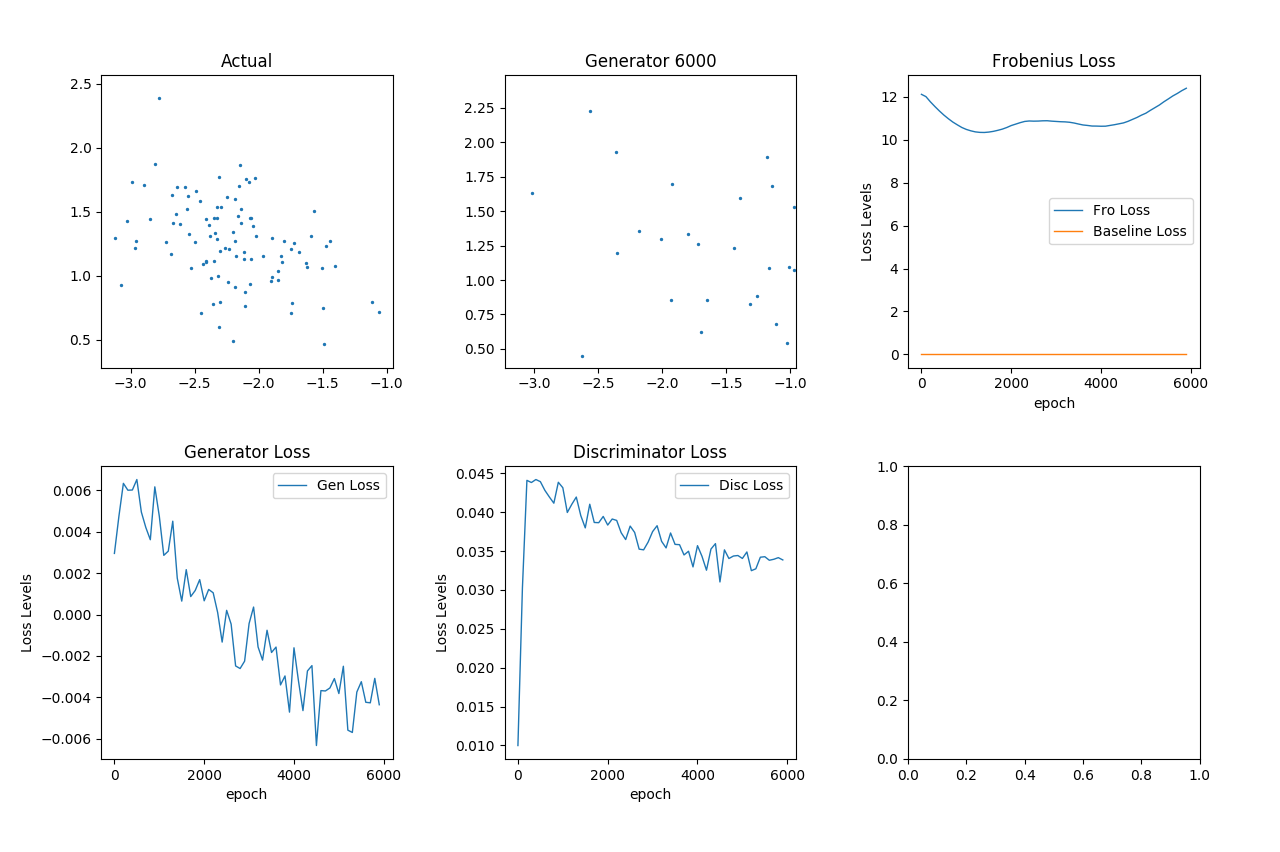 Actual
2.5
2.0
1.5
1.0
0.5
−3.0 −2.5 −2.0 −1.5 −1.0
Generator 6000
2.25
2.00
1.75
1.50
1.25
1.00
0.75
0.50
−3.0 −2.5 −2.0 −1.5 −1.0
Frobenius Loss
12
10
8
6
4
2
0
Loss Levels
Fro Loss
Baseline Loss
0 2000 4000 6000
epoch
Generator Loss
Gen Loss
0.006
0.004
0.002
0.000
−0.002
−0.004
−0.006
Loss Levels
0 2000 4000 6000
epoch
Discriminator Loss
Disc Loss
0.045
0.040
0.035
0.030
0.025
0.020
0.015
0.010
Loss Levels
0 2000 4000 6000
epoch
1.0
0.8
0.6
0.4
0.2
0.0
0.0 0.2 0.4 0.6 0.8 1.0